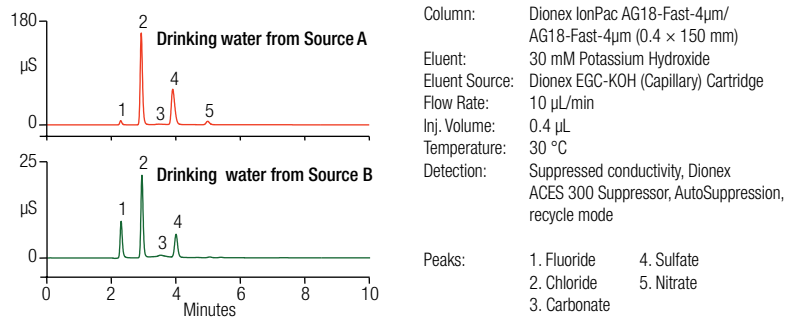 180
µS
0
Drinking water from Source A
1
2
3
4
5
25
µS
0
Drinking water from Source B
1
2
3
4
0 2 4 6 8 10
Minutes
Column: Dionex IonPac AG18-Fast-4µm/
AG18-Fast-4µm (0.4 × 150 mm)
Eluent: 30 mM Potassium Hydroxide
Eluent Source: Dionex EGC-KOH (Capillary) Cartridge
Flow Rate: 10 µL/min
Inj. Volume: 0.4 µL
Temperature: 30 °C
Detection: Suppressed conductivity, Dionex
ACES 300 Suppressor, AutoSuppression,
recycle mode
Peaks: 1. Fluoride 4. Sulfate
2. Chloride 5. Nitrate
3. Carbonate